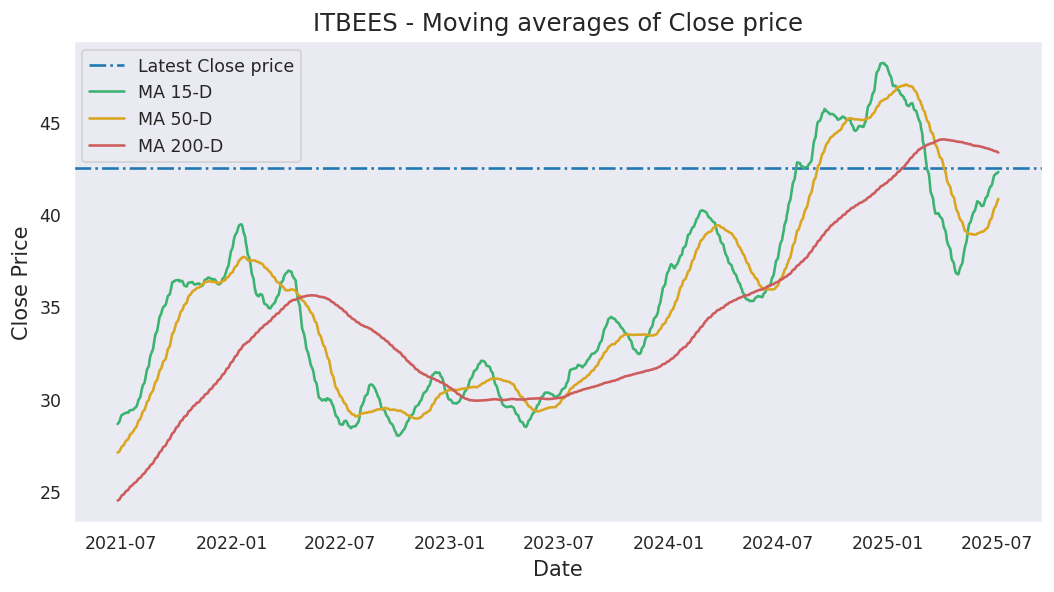 ITBEES - Moving averages of Close price
Latest Close price
MA 15-D
MA 50-D
MA 200-D
Close Price
45
40
35
30
25
2021-07 2022-01 2022-07 2023-01 2023-07 2024-01 2024-07 2025-01 2025-07
Date